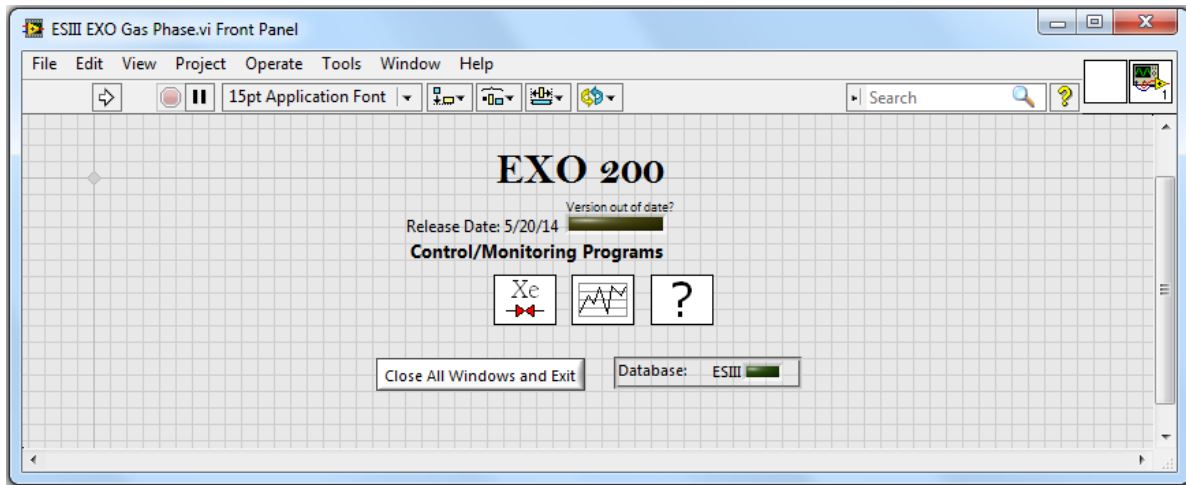 ESIII EXO Gas Phase.vi Front Panel
File Edit View Project Operate Tools Window Help
15pt Application Font Search ? 1
EXO 200
Version out of date?
Release Date: 5/20/14
Control/Monitoring Programs
Xe ?
Close All Windows and Exit Database: ESIII